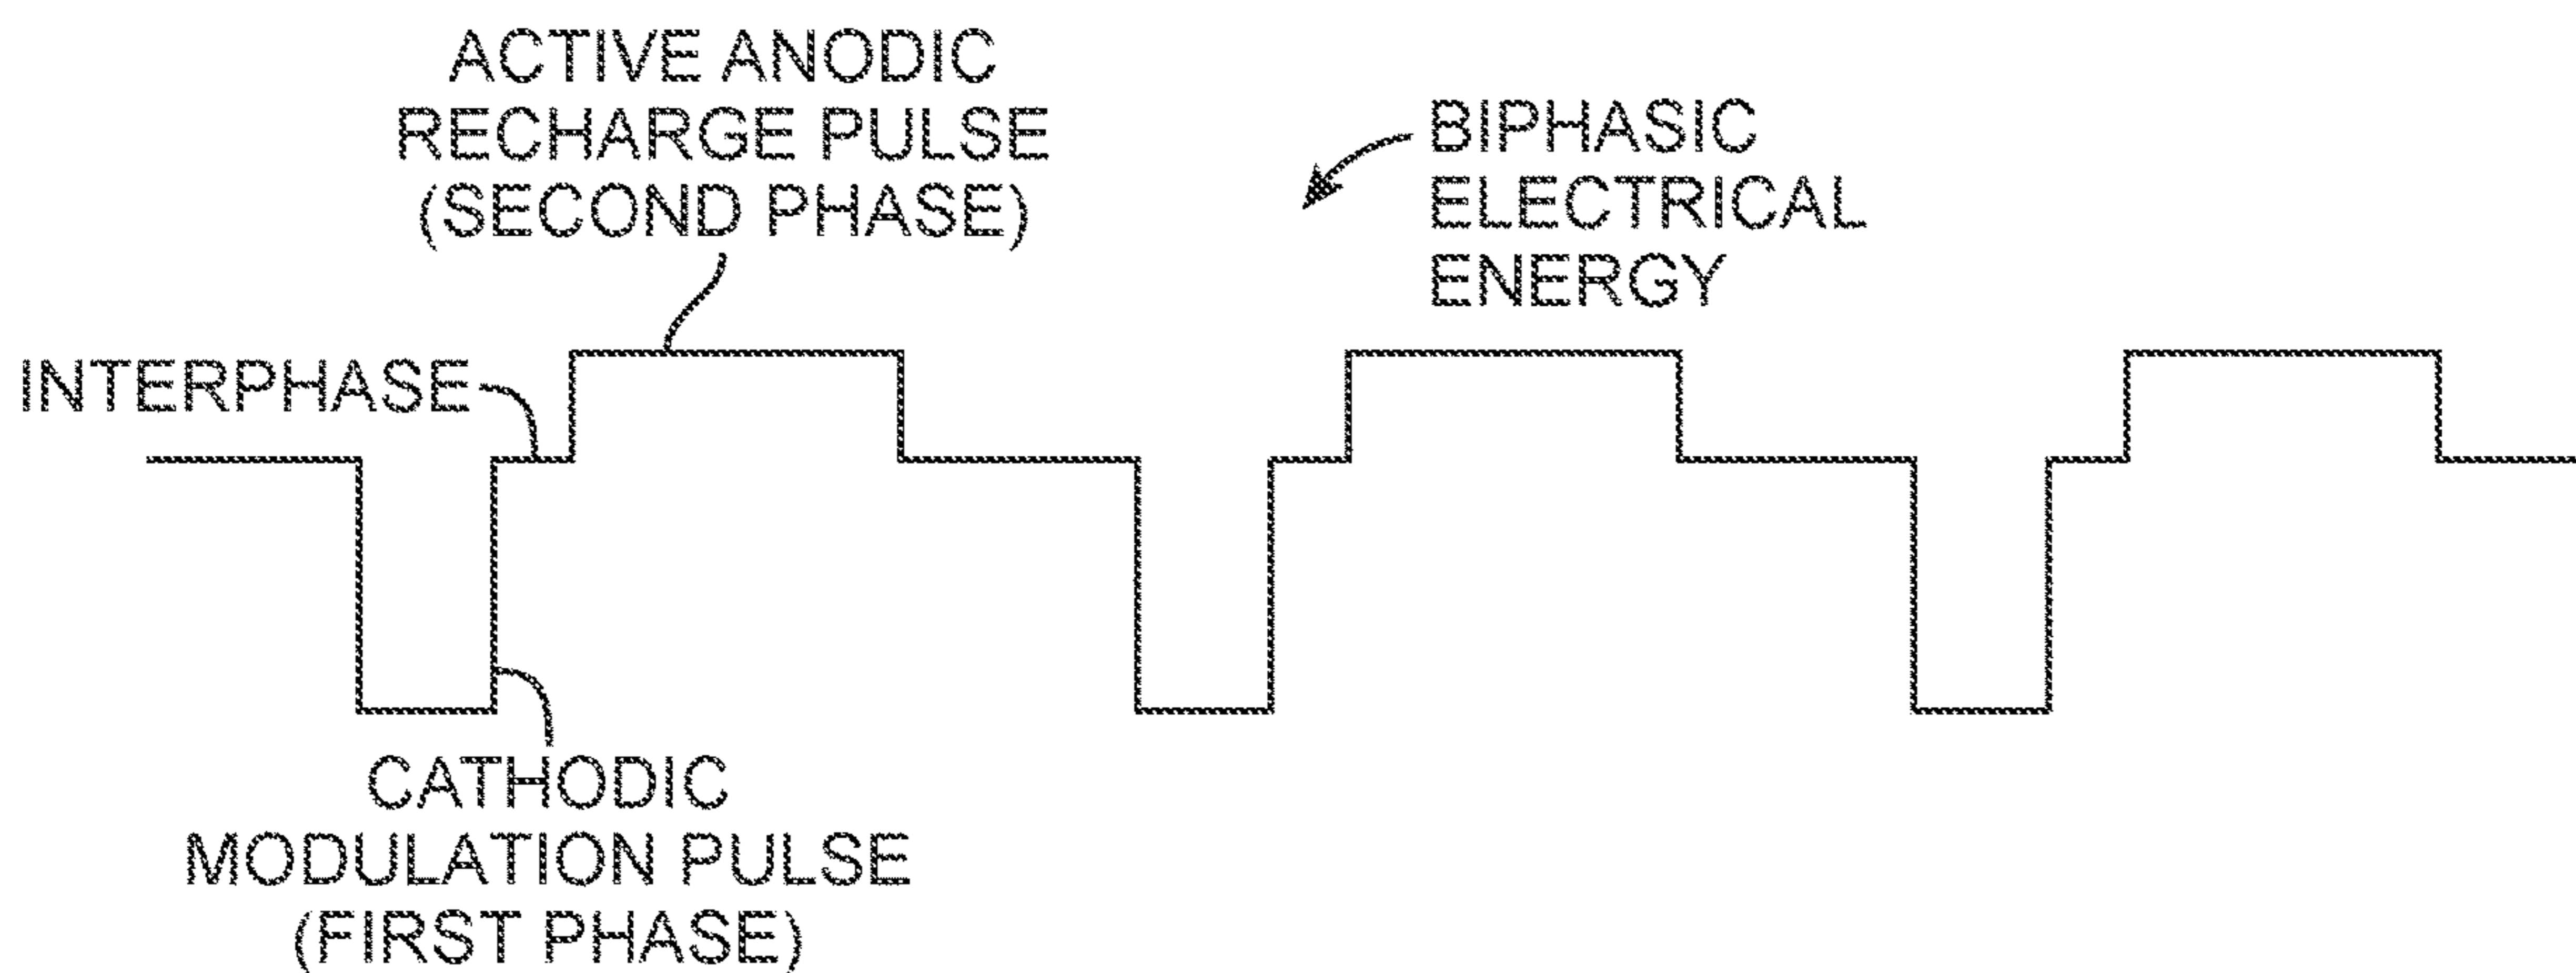 ACTIVE ANODIC
RECHARGE PULSE
(SECOND PHASE)
BIPHASIC
ELECTRICAL
ENERGY
INTERPHASE
CATHODIC
MODULATION PULSE
(FIRST PHASE)